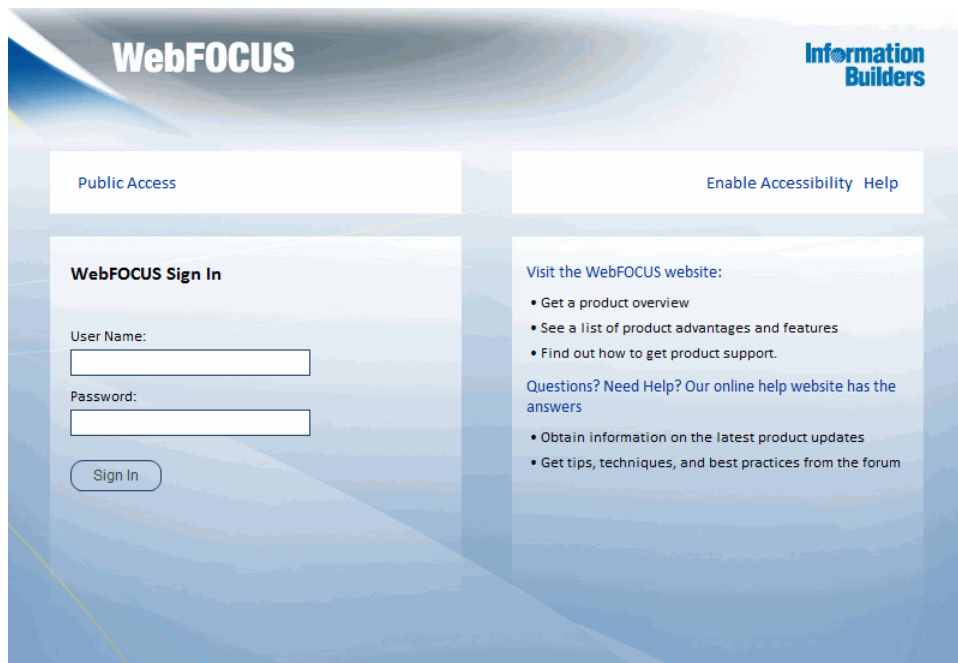 WebFOCUS
Information
Builders
Public Access
Enable Accessibility Help
WebFOCUS Sign In
User Name:
Password:
Sign In
Visit the WebFOCUS website:
• Get a product overview
• See a list of product advantages and features
• Find out how to get product support.
Questions? Need Help? Our online help website has the
answers
• Obtain information on the latest product updates
• Get tips, techniques, and best practices from the forum